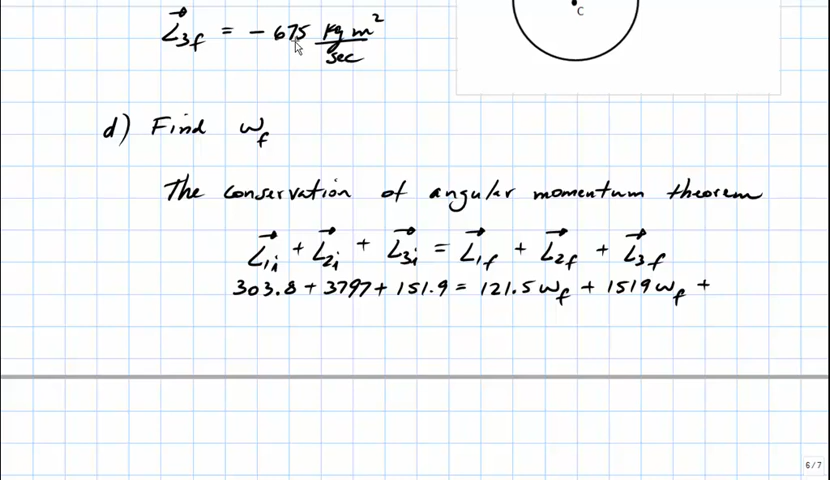 L⃗3f = - 675 kg m²/sec
C
d) Find ωf
The conservation of angular momentum theorem
L⃗1i + L⃗2i + L⃗3i = L⃗1f + L⃗2f + L⃗3f
303.8 + 3797 + 151.9 = 121.5 ωf + 1519 ωf +
6/7